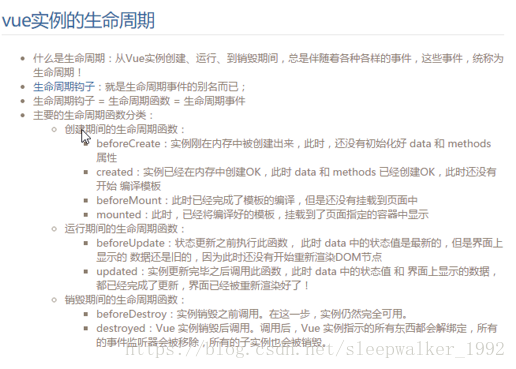 vue实例的生命周期
什么是生命周期：从Vue实例创建、运行、到销毁期间，总是伴随着各种各样的事件，这些事件，统称为
生命周期！
生命周期钩子：就是生命周期事件的别名而已；
生命周期钩子 = 生命周期函数 = 生命周期事件
主要的生命周期函数分类：
创建期间的生命周期函数：
beforeCreate：实例刚在内存中被创建出来，此时，还没有初始化好 data 和 methods
属性
created：实例已经在内存中创建OK，此时 data 和 methods 已经创建OK，此时还没有
开始 编译模板
beforeMount：此时已经完成了模板的编译，但是还没有挂载到页面中
mounted：此时，已经将编译好的模板，挂载到了页面指定的容器中显示
运行期间的生命周期函数：
beforeUpdate：状态更新之前执行此函数， 此时 data 中的状态值是最新的，但是界面上
显示的 数据还是旧的，因为此时还没有开始重新渲染DOM节点
updated：实例更新完毕之后调用此函数，此时 data 中的状态值 和 界面上显示的数据，
都已经完成了更新，界面已经被重新渲染好了！
销毁期间的生命周期函数：
beforeDestroy：实例销毁之前调用。在这一步，实例仍然完全可用。
destroyed：Vue 实例销毁后调用。调用后，Vue 实例指示的所有东西都会解绑定，所有
的事件监听器会被移除，所有的子实例也会被销毁。
https://blog.csdn.net/sleepwalker_1992